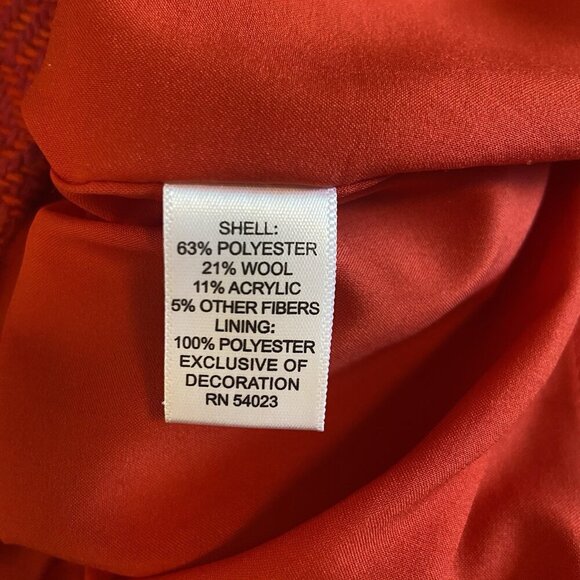 SHELL:
63% POLYESTER
21% WOOL
11% ACRYLIC
5% OTHER FIBERS
LINING:
100% POLYESTER
EXCLUSIVE OF
DECORATION
RN 54023